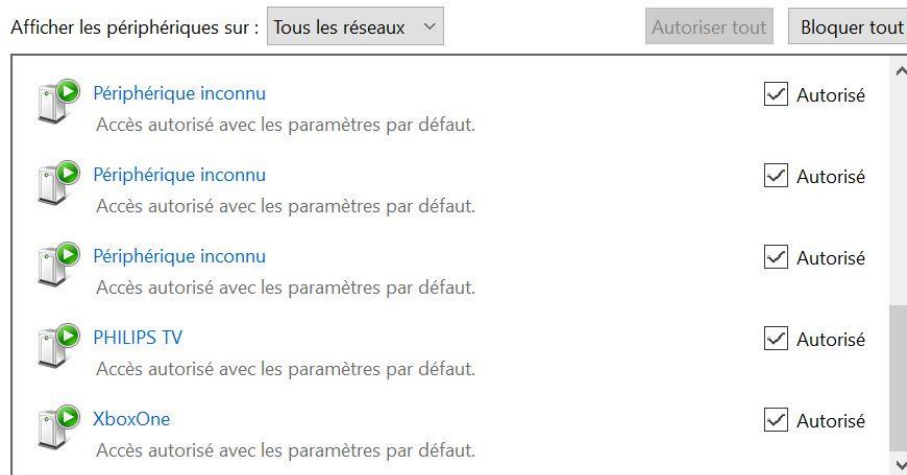 Afficher les périphériques sur : Tous les réseaux Autoriser tout Bloquer tout
Périphérique inconnu Autorisé
Accès autorisé avec les paramètres par défaut.
Périphérique inconnu Autorisé
Accès autorisé avec les paramètres par défaut.
Périphérique inconnu Autorisé
Accès autorisé avec les paramètres par défaut.
PHILIPS TV Autorisé
Accès autorisé avec les paramètres par défaut.
XboxOne Autorisé
Accès autorisé avec les paramètres par défaut.